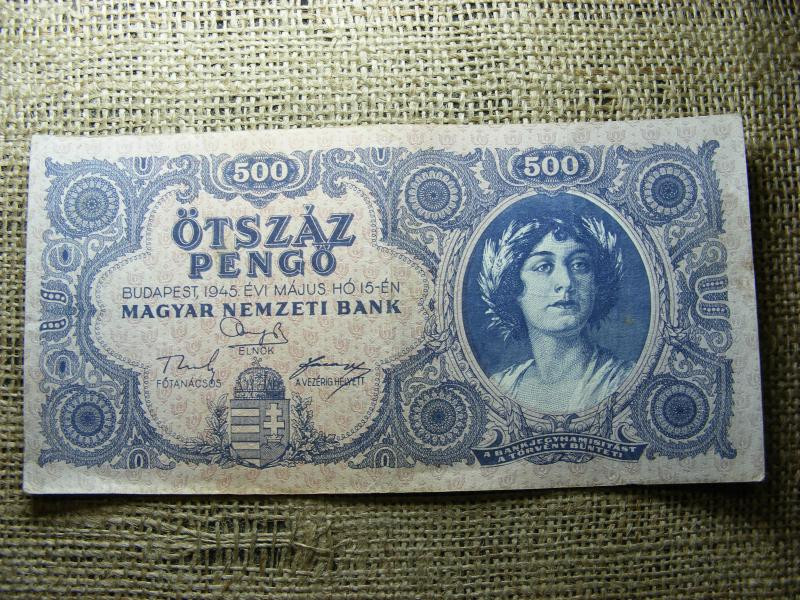 500
500
ÖTSZÁZ
PENGŐ
BUDAPEST, 1945. ÉVI MÁJUS HÓ 15-ÉN
MAGYAR NEMZETI BANK
ELNÖK
FŐTANÁCSOS
A VEZÉRIG. HELYETT
A BANKJEGYHAMISÍTÁST
A TÖRVÉNY BÜNTETI